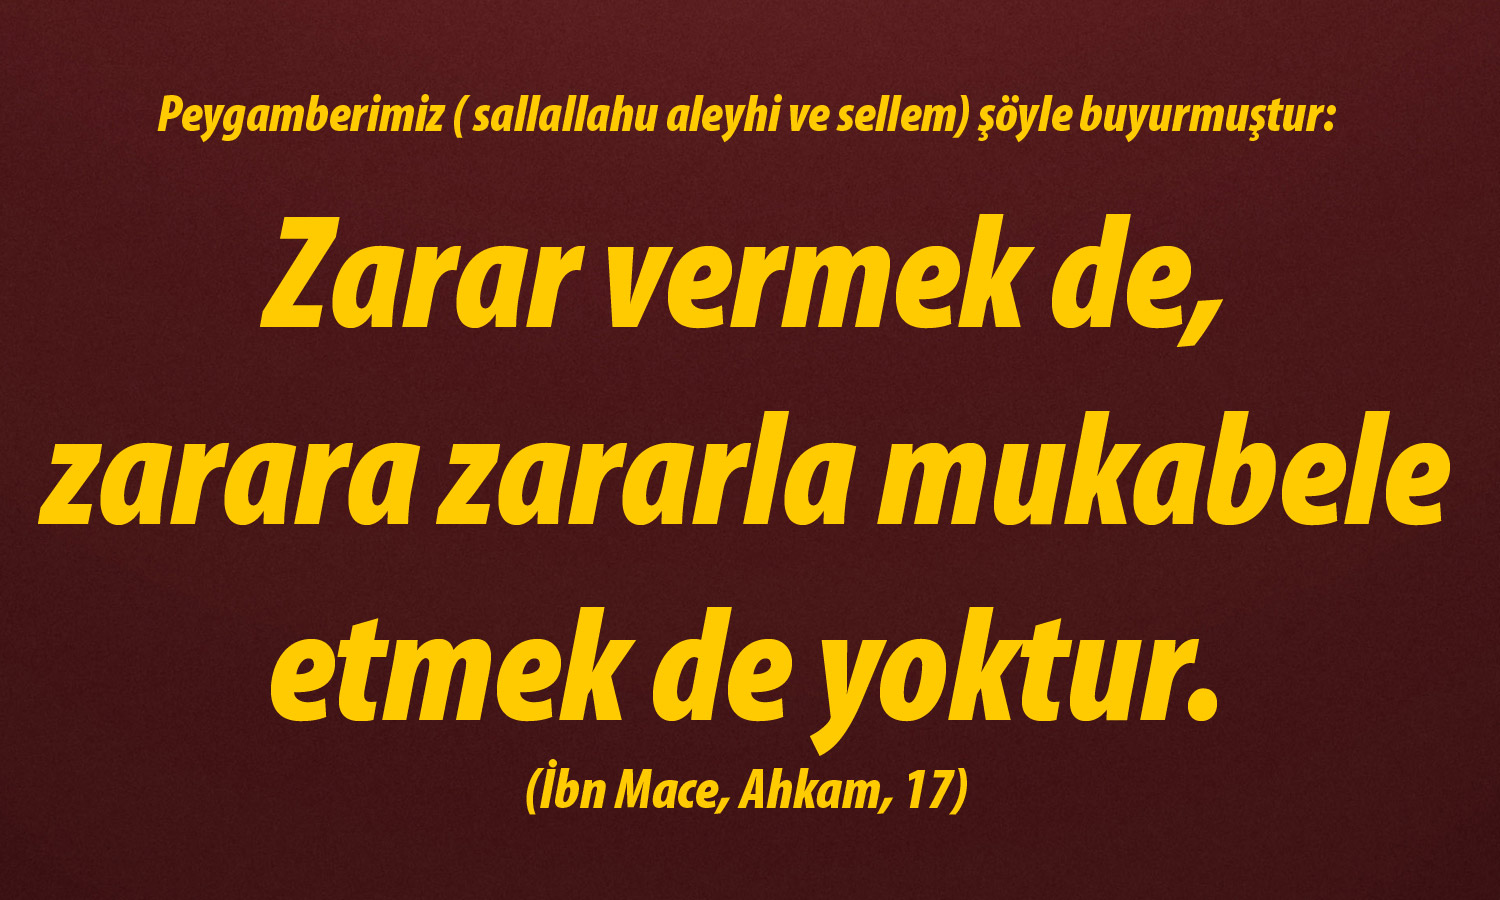 Peygamberimiz ( sallallahu aleyhi ve sellem) şöyle buyurmuştur:
Zarar vermek de,
zarara zararla mukabele
etmek de yoktur.
(İbn Mace, Ahkam, 17)